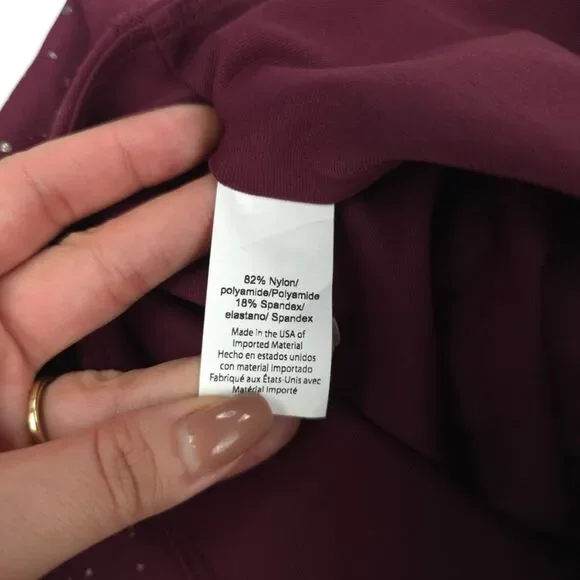 82% Nylon/
polyamide/Polyamide
18% Spandex/
elastano/ Spandex
Made in the USA of
Imported Material
Hecho en estados unidos
con material importado
Fabriqué aux États-Unis avec
Matérial Importé